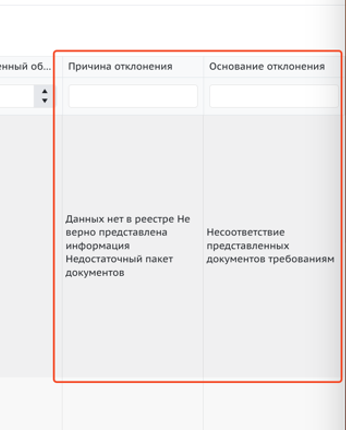 енный об...
Причина отклонения
Основание отклонения
Данных нет в реестре Не
верно представлена
информация
Недостаточный пакет
документов
Несоответствие
представленных
документов требованиям